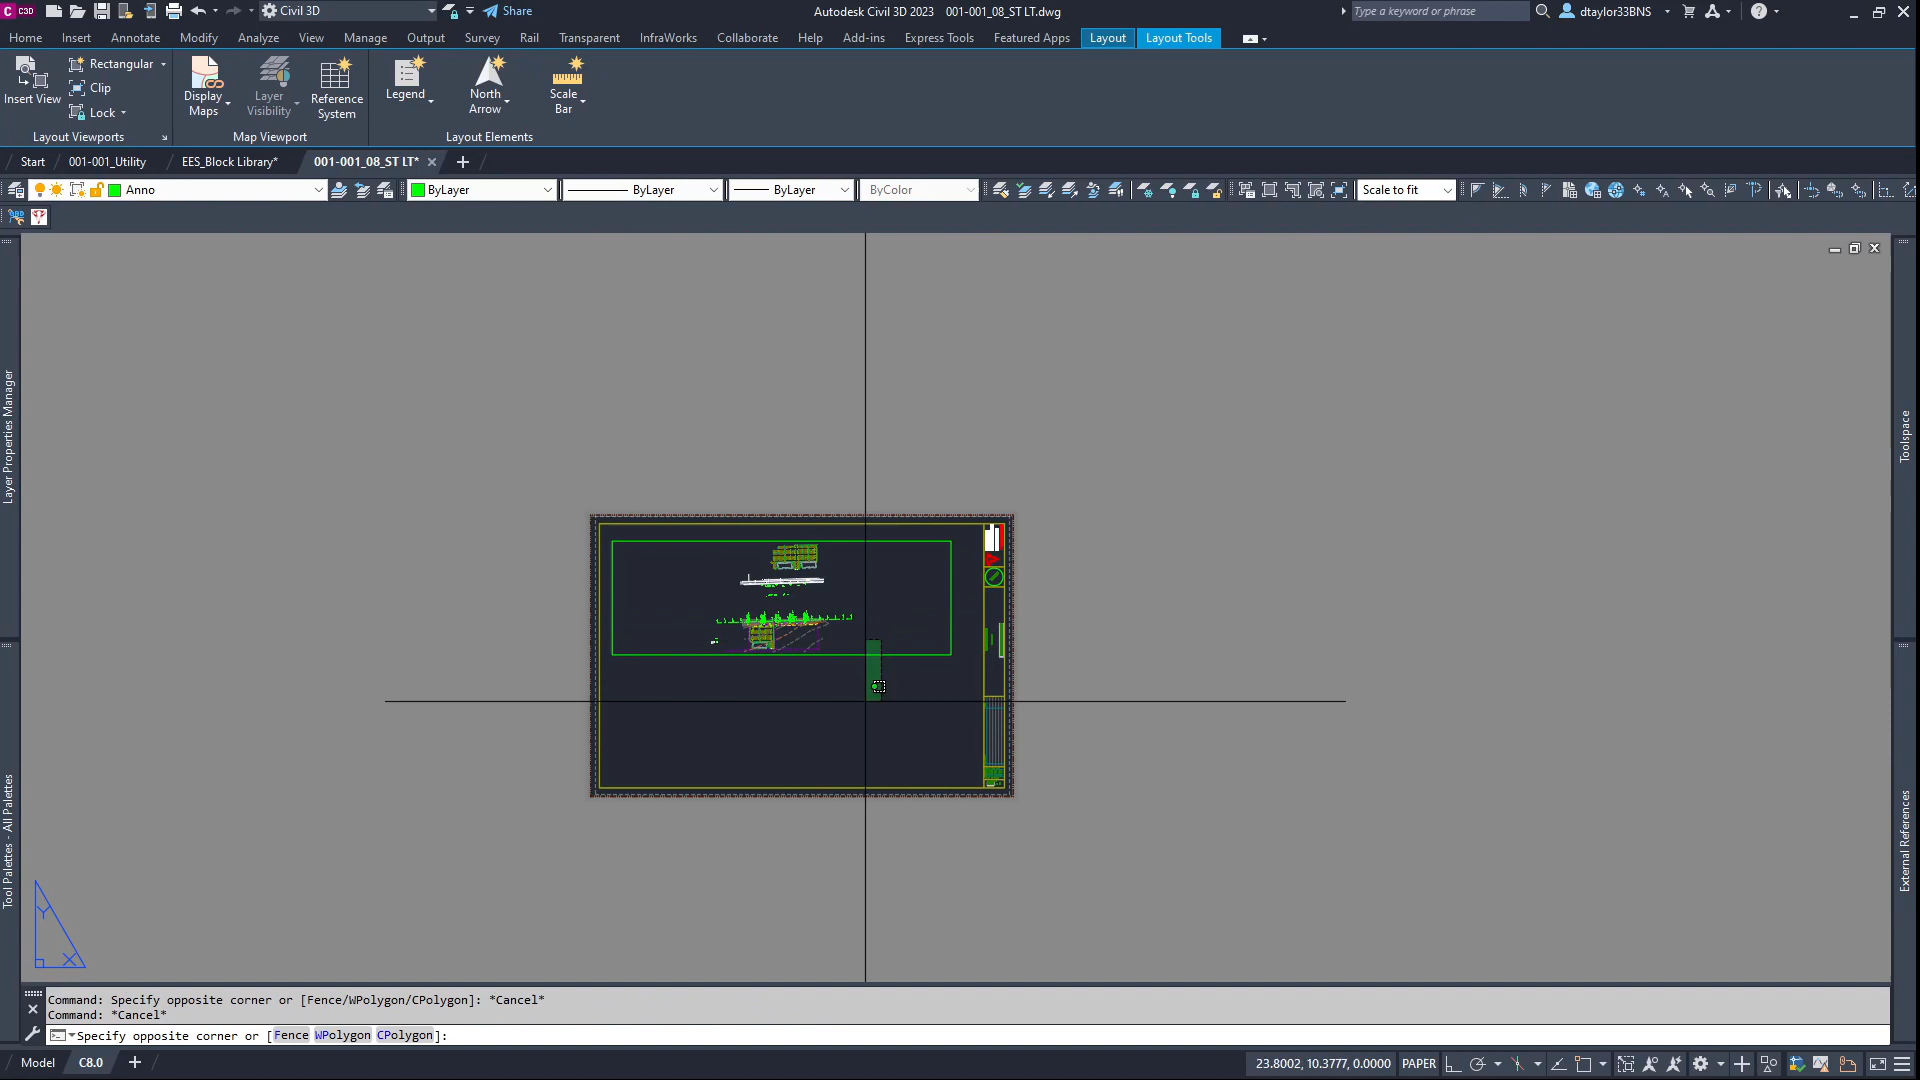 C3D Civil 3D Share Autodesk Civil 3D 2023 001-001_08_ST LT.dwg Type a keyword or phrase dtaylor33BNS
Home Insert Annotate Modify Analyze View Manage Output Survey Rail Transparent InfraWorks Collaborate Help Add-ins Express Tools Featured Apps Layout Layout Tools
Insert View
Rectangular
Clip
Lock
Display Maps
Layer Visibility
Reference System
Legend
North Arrow
Scale Bar
Layout Viewports Map Viewport Layout Elements
Start 001-001_Utility EES_Block Library* 001-001_08_ST LT*
Anno ByLayer ByLayer ByLayer ByColor Scale to fit
Layer Properties Manager
Tool Palettes - All Palettes
Toolspace
External References
Y
X
Command: Specify opposite corner or [Fence/WPolygon/CPolygon]: *Cancel*
Command: *Cancel*
Specify opposite corner or [Fence WPolygon CPolygon]:
Model C8.0 23.8002, 10.3777, 0.0000 PAPER